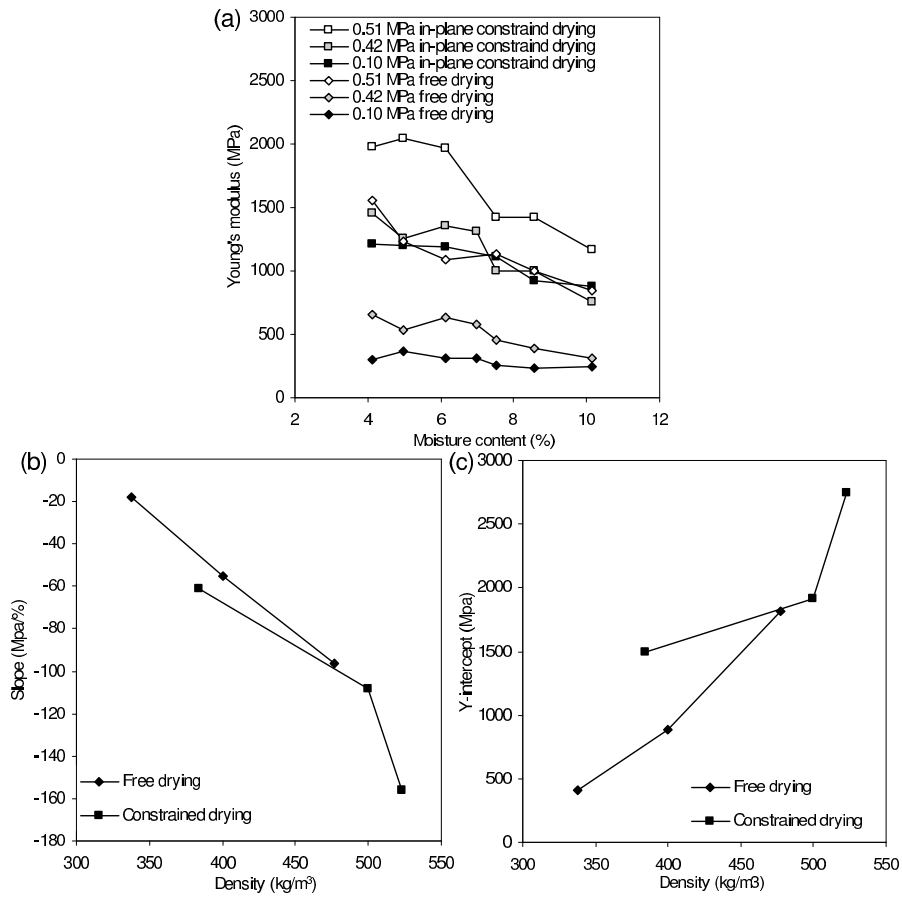 (a)
3000
2500
2000
1500
1000
500
0
Young's modulus (MPa)
0.51 MPa in-plane constraind drying
0.42 MPa in-plane constraind drying
0.10 MPa in-plane constraind drying
0.51 MPa free drying
0.42 MPa free drying
0.10 MPa free drying
2 4 6 8 10 12
Moisture content (%)
(b)
0
-20
-40
-60
-80
-100
-120
-140
-160
-180
Slope (Mpa/%)
Free drying
Constrained drying
300 350 400 450 500 550
Density (kg/m³)
(c)
3000
2500
2000
1500
1000
500
0
Y-intercept (Mpa)
Free drying
Constrained drying
300 350 400 450 500 550
Density (kg/m3)